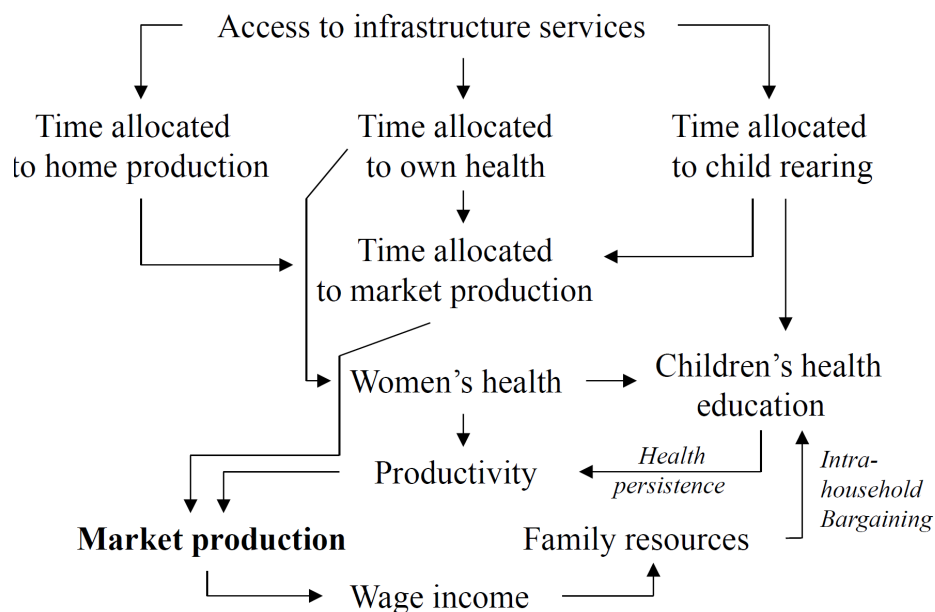 Access to infrastructure services
Time allocated
to home production
Time allocated
to own health
Time allocated
to child rearing
Time allocated
to market production
Women's health
Children's health
education
Productivity
Health
persistence
Intra-
household
Bargaining
Market production
Family resources
Wage income